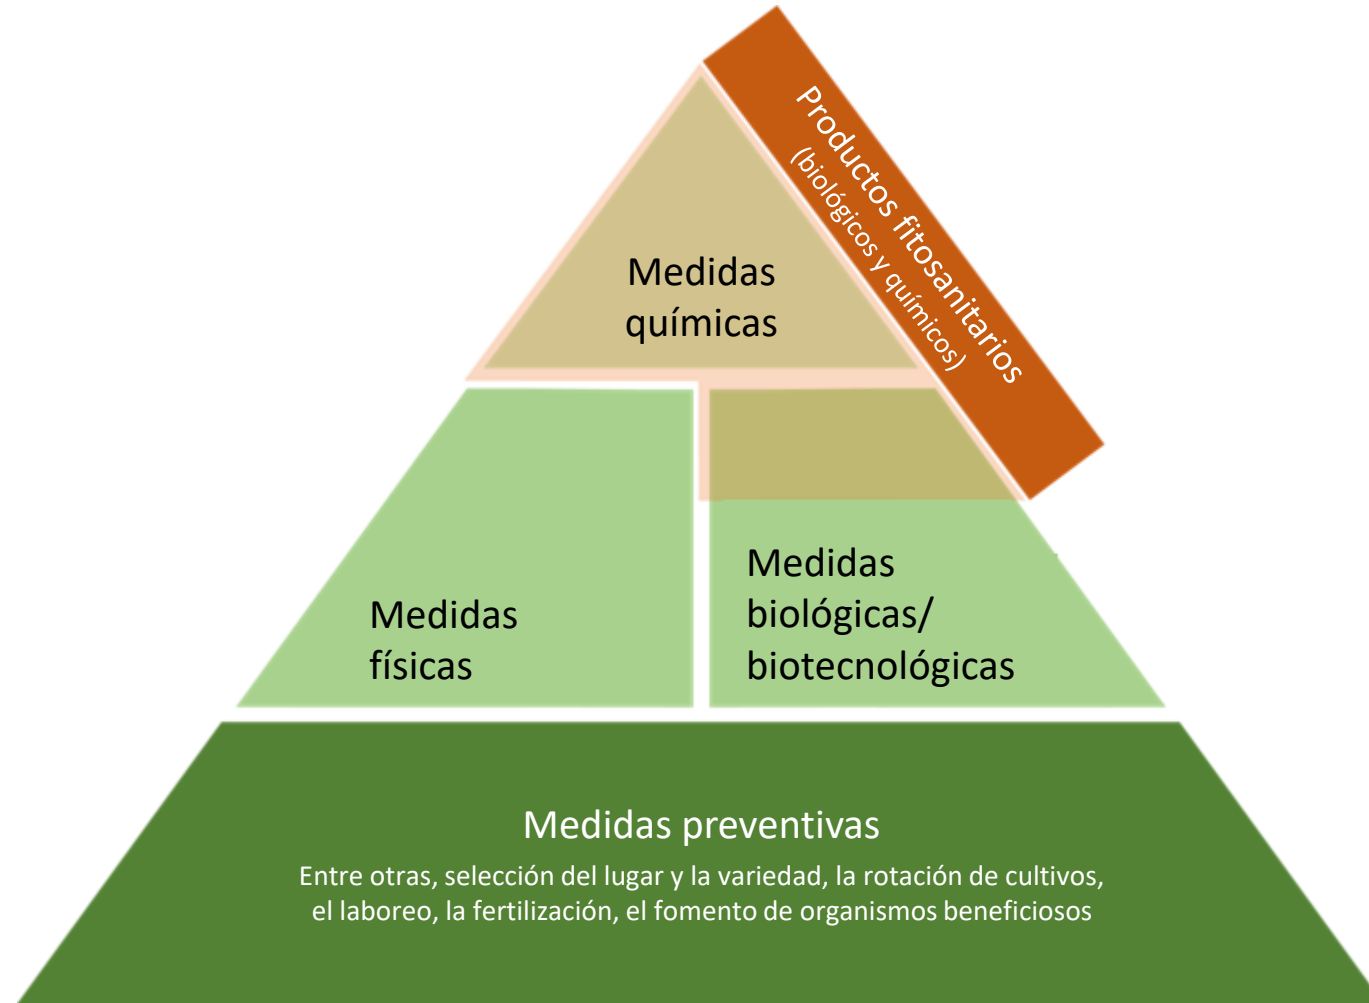 Productos fitosanitarios
(biológicos y químicos)
Medidas
químicas
Medidas
físicas
Medidas
biológicas/
biotecnológicas
Medidas preventivas
Entre otras, selección del lugar y la variedad, la rotación de cultivos,
el laboreo, la fertilización, el fomento de organismos beneficiosos